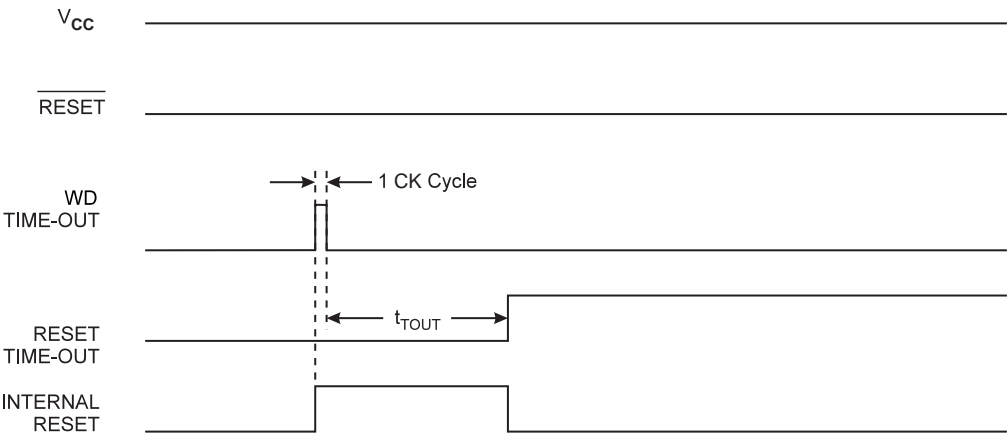 VCC
RESET
1 CK Cycle
WD
TIME-OUT
tTOUT
RESET
TIME-OUT
INTERNAL
RESET